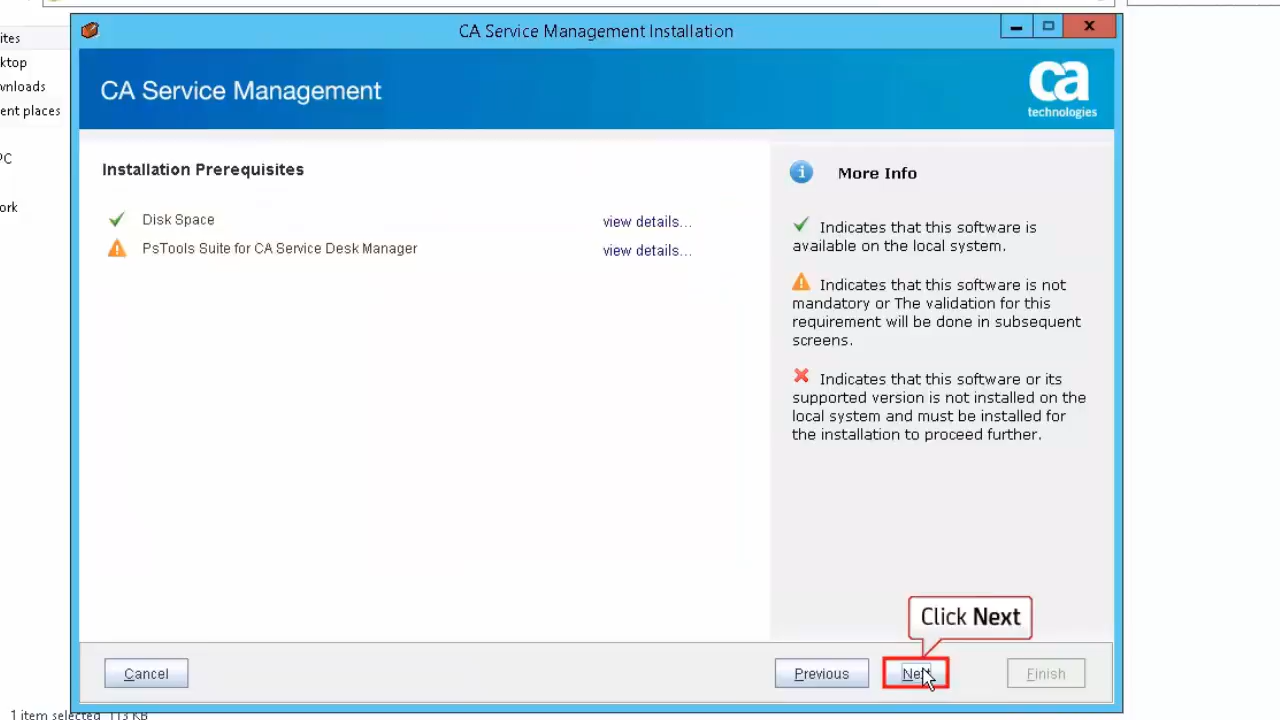 CA Service Management Installation
CA Service Management
ca
technologies
ites
ktop
wnloads
ent places
PC
ork
Installation Prerequisites
Disk Space view details...
PsTools Suite for CA Service Desk Manager view details...
More Info
Indicates that this software is
available on the local system.
Indicates that this software is not
mandatory or The validation for this
requirement will be done in subsequent
screens.
Indicates that this software or its
supported version is not installed on the
local system and must be installed for
the installation to proceed further.
Click Next
Cancel
Previous
Next
Finish
1 item selected 113 KB